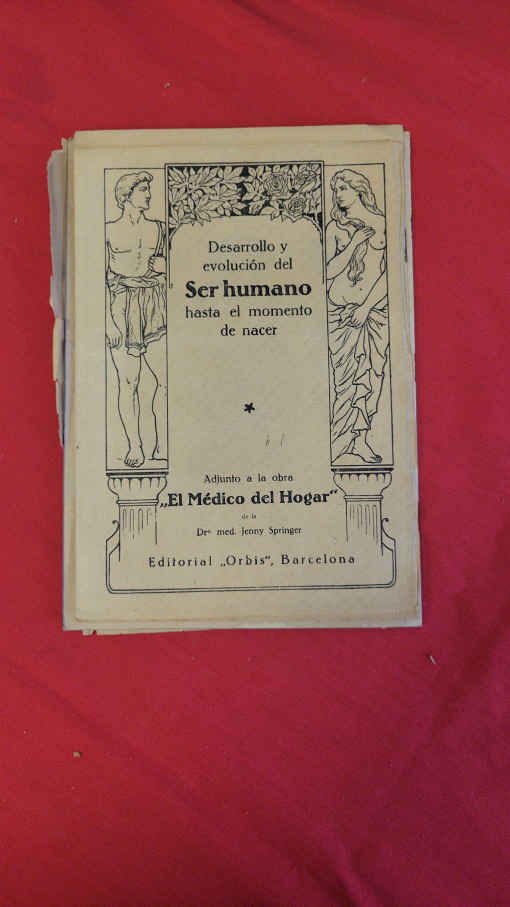 Desarrollo y
evolución del
Ser humano
hasta el momento
de nacer
*
Adjunto a la obra
„El Médico del Hogar“
de la
Drª med. Jenny Springer
Editorial „Orbis“, Barcelona